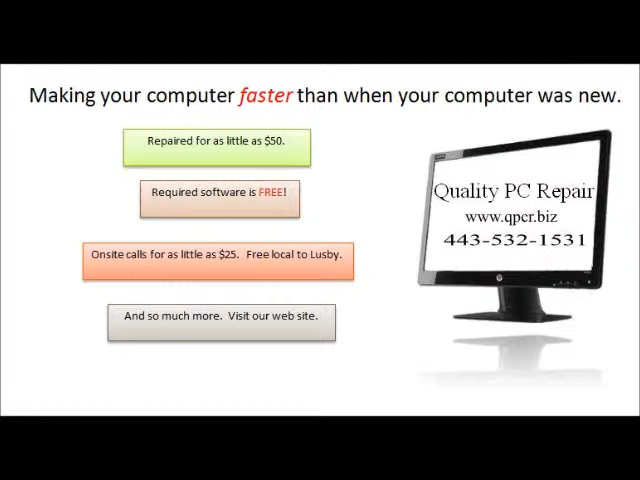 Making your computer faster than when your computer was new.
Repaired for as little as $50.
Required software is FREE!
Onsite calls for as little as $25.  Free local to Lusby.
And so much more.  Visit our web site.
Quality PC Repair
www.qpcr.biz
443-532-1531